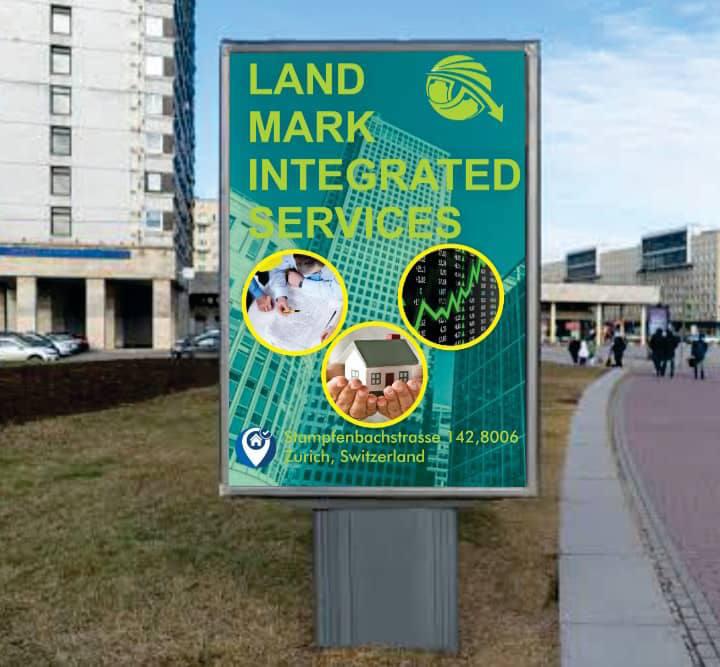 LAND
MARK
INTEGRATED
SERVICES
Stampfenbachstrasse 142,8006
Zurich, Switzerland